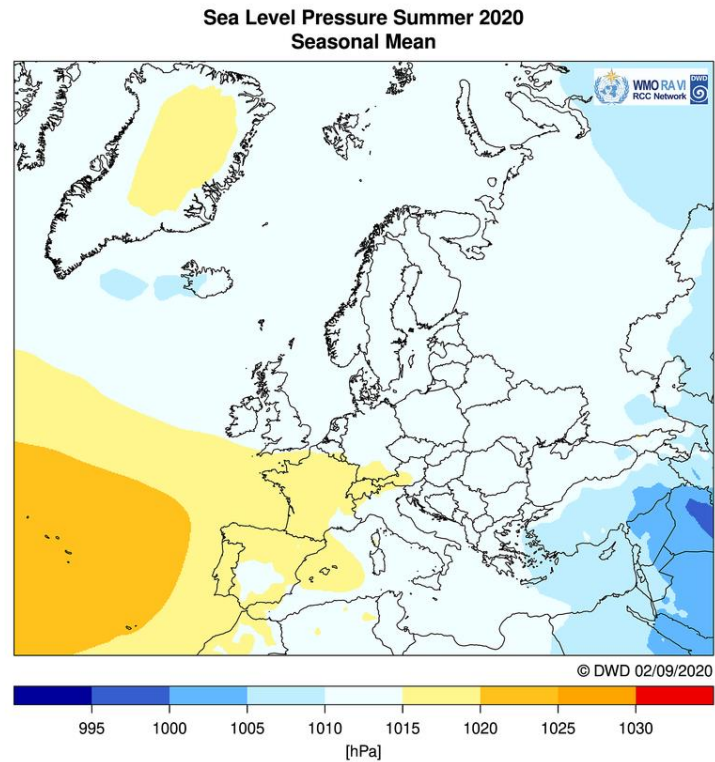 Sea Level Pressure Summer 2020
Seasonal Mean
WMO RA VI
RCC Network
DWD
© DWD 02/09/2020
995 1000 1005 1010 1015 1020 1025 1030
[hPa]